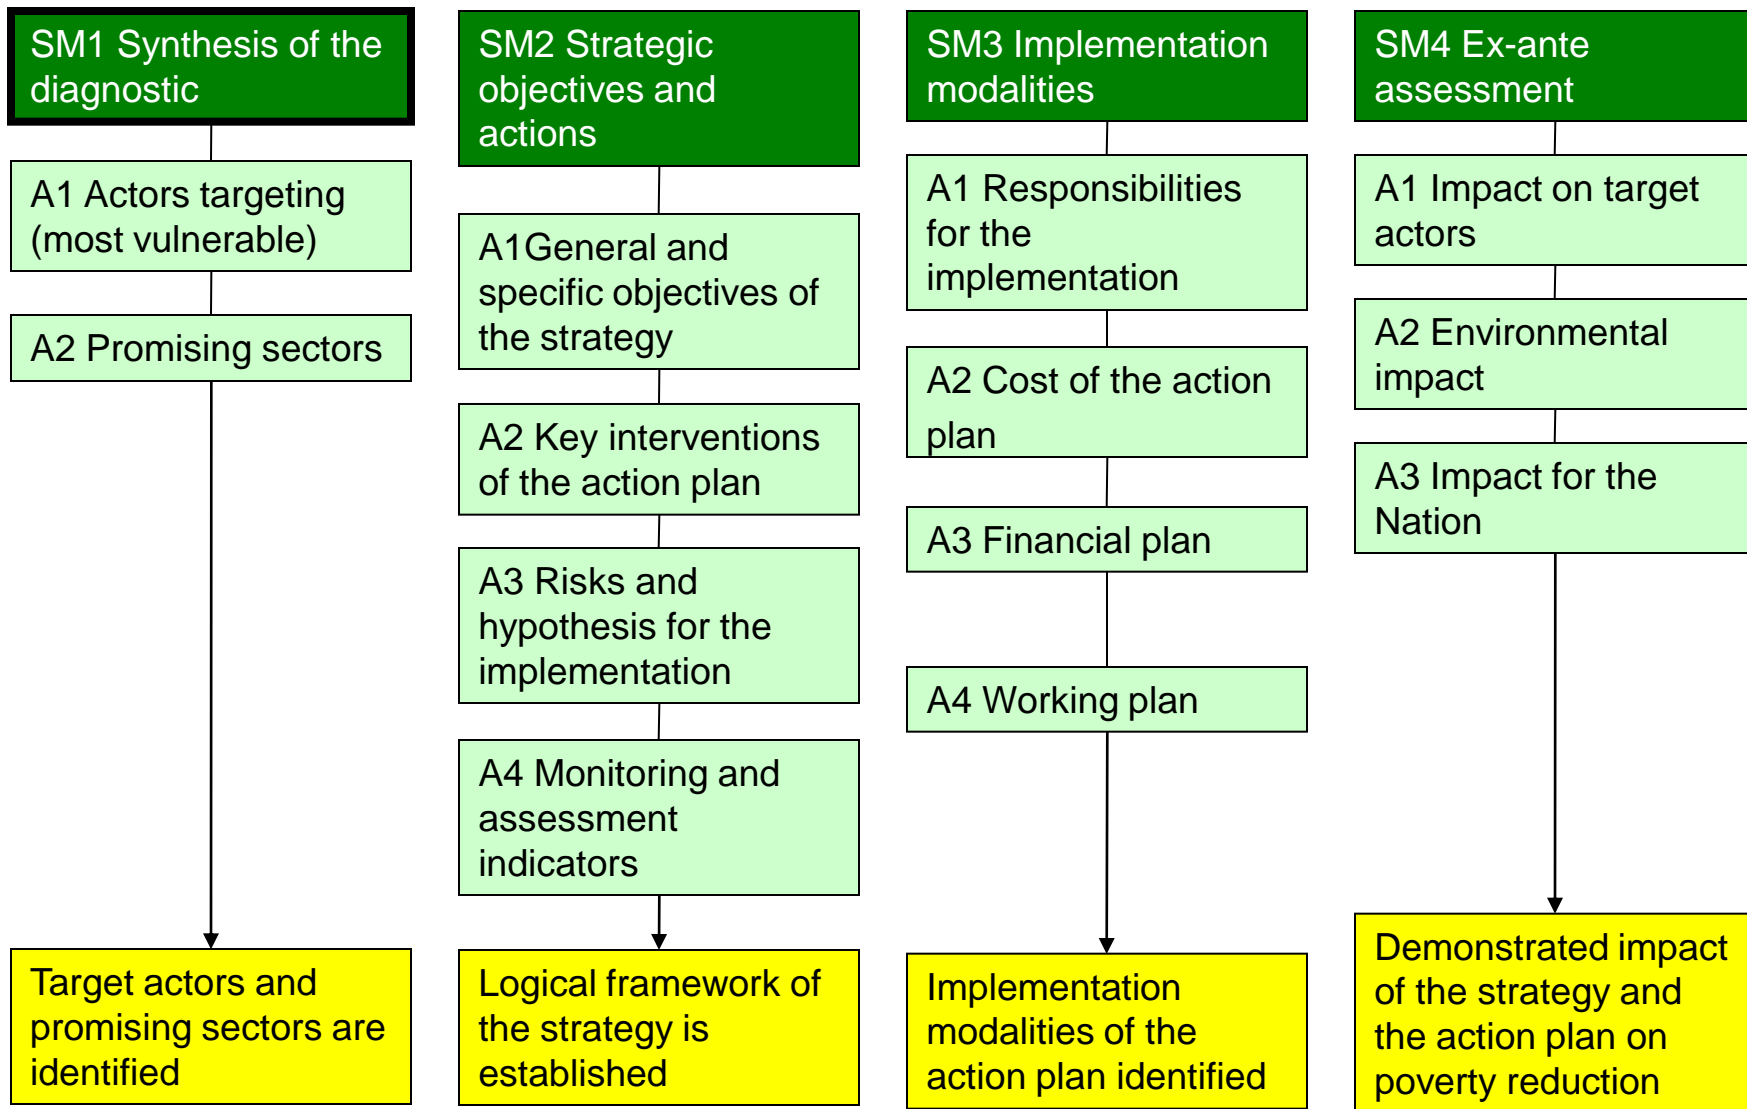 SM1 Synthesis of the
diagnostic
A1 Actors targeting
(most vulnerable)
A2 Promising sectors
Target actors and
promising sectors are
identified
SM2 Strategic
objectives and
actions
A1General and
specific objectives of
the strategy
A2 Key interventions
of the action plan
A3 Risks and
hypothesis for the
implementation
A4 Monitoring and
assessment
indicators
Logical framework of
the strategy is
established
SM3 Implementation
modalities
A1 Responsibilities
for the
implementation
A2 Cost of the action
plan
A3 Financial plan
A4 Working plan
Implementation
modalities of the
action plan identified
SM4 Ex-ante
assessment
A1 Impact on target
actors
A2 Environmental
impact
A3 Impact for the
Nation
Demonstrated impact
of the strategy and
the action plan on
poverty reduction